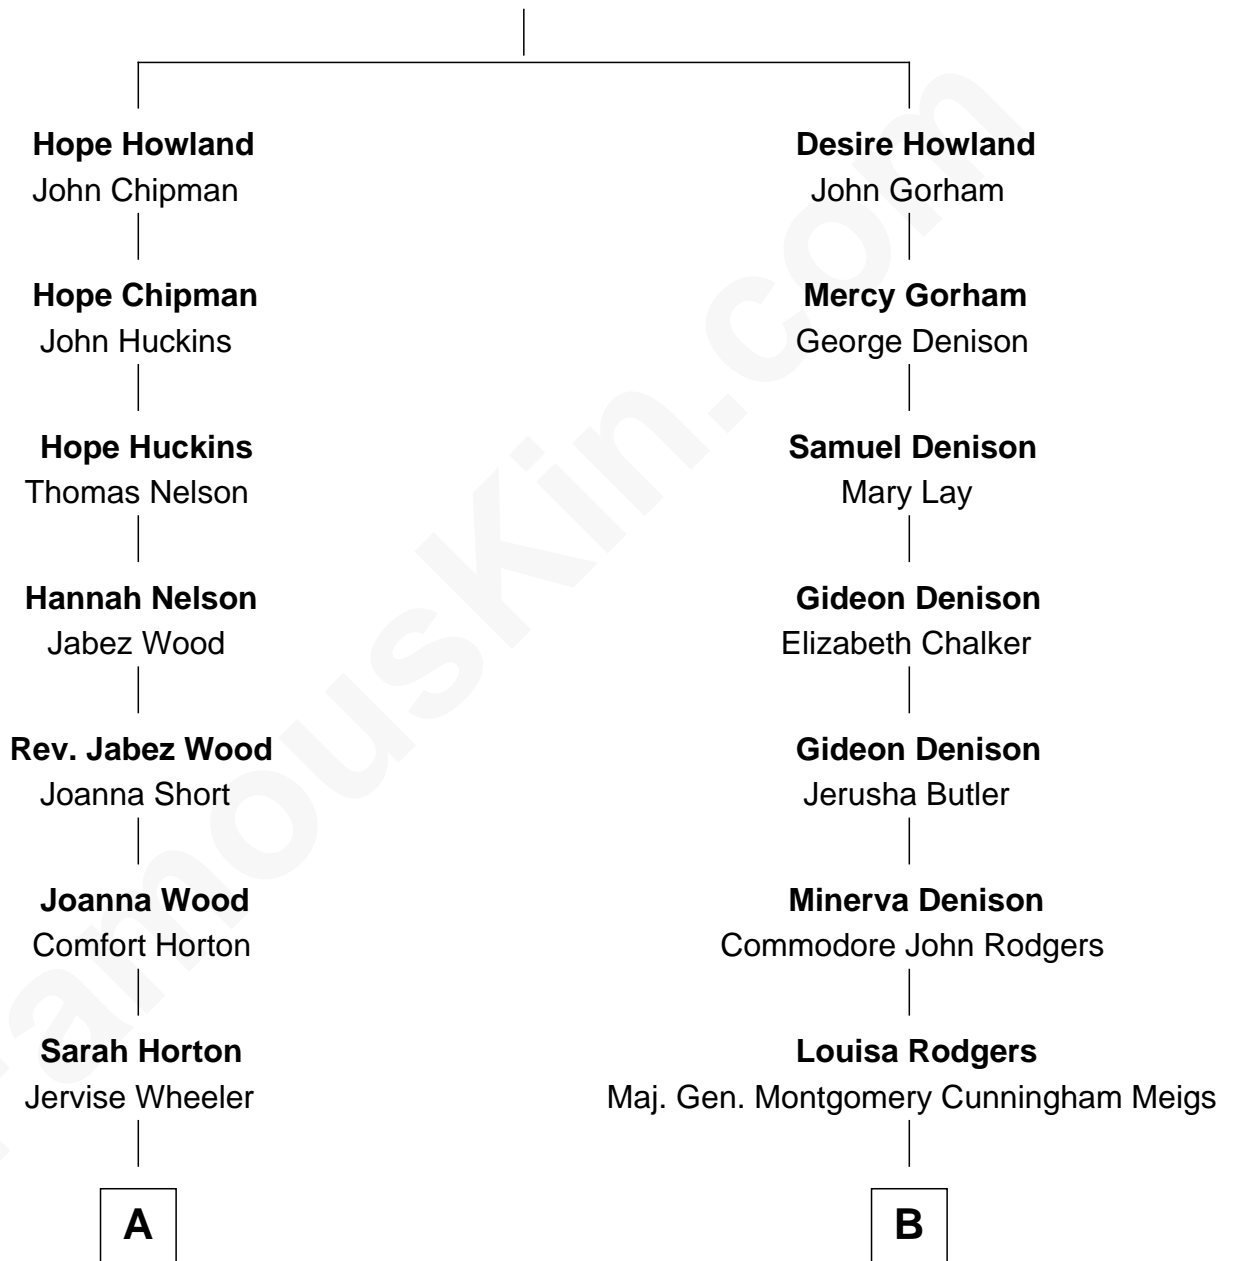 Hope Howland
John Chipman
Hope Chipman
John Huckins
Hope Huckins
Thomas Nelson
Hannah Nelson
Jabez Wood
Rev. Jabez Wood
Joanna Short
Joanna Wood
Comfort Horton
Sarah Horton
Jervise Wheeler
A
Desire Howland
John Gorham
Mercy Gorham
George Denison
Samuel Denison
Mary Lay
Gideon Denison
Elizabeth Chalker
Gideon Denison
Jerusha Butler
Minerva Denison
Commodore John Rodgers
Louisa Rodgers
Maj. Gen. Montgomery Cunningham Meigs
B
FamousKin.com